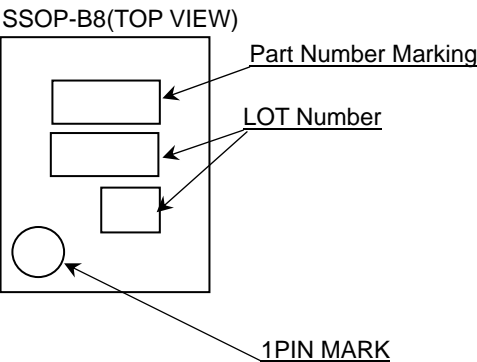 SSOP-B8(TOP VIEW)
Part Number Marking
LOT Number
1PIN MARK